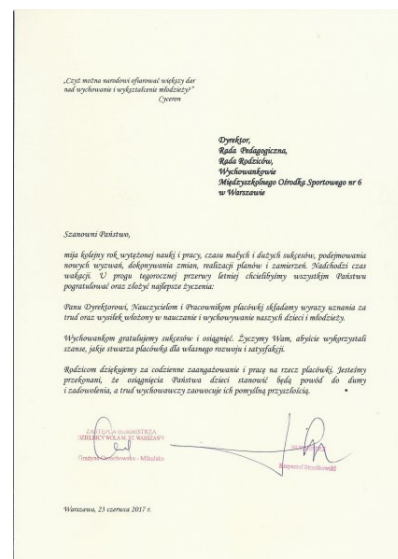 „Czyż można narodowi ofiarować większy dar
nad wychowanie i wykształcenie młodzieży?"
Cyceron
Dyrektor,
Rada Pedagogiczna,
Rada Rodziców,
Wychowankowie
Międzyszkolnego Ośrodka Sportowego nr 6
w Warszawie
Szanowni Państwo,
mija kolejny rok wytężonej nauki i pracy, czasu małych i dużych sukcesów, podejmowania
nowych wyzwań, dokonywania zmian, realizacji planów i zamierzeń. Nadchodzi czas
wakacji. U progu tegorocznej przerwy letniej chcielibyśmy wszystkim Państwu
pogratulować oraz złożyć najlepsze życzenia:
Panu Dyrektorowi, Nauczycielom i Pracownikom placówki składamy wyrazy uznania za
trud oraz wysiłek włożony w nauczanie i wychowywanie naszych dzieci i młodzieży.
Wychowankom gratulujemy sukcesów i osiągnięć. Życzymy Wam, abyście wykorzystali
szanse, jakie stwarza placówka dla własnego rozwoju i satysfakcji.
Rodzicom dziękujemy za codzienne zaangażowanie i pracę na rzecz placówki. Jesteśmy
przekonani, że osiągnięcia Państwa dzieci stanowić będą powód do dumy
i zadowolenia, a trud wychowawczy zaowocuje ich pomyślną przyszłością.
ZASTĘPCA BURMISTRZA
DZIELNICY WOLA M. ST. WARSZAWY
Grażyna Orzechowska - Mikulska
Krzysztof Strzałkowski
Warszawa, 23 czerwca 2017 r.